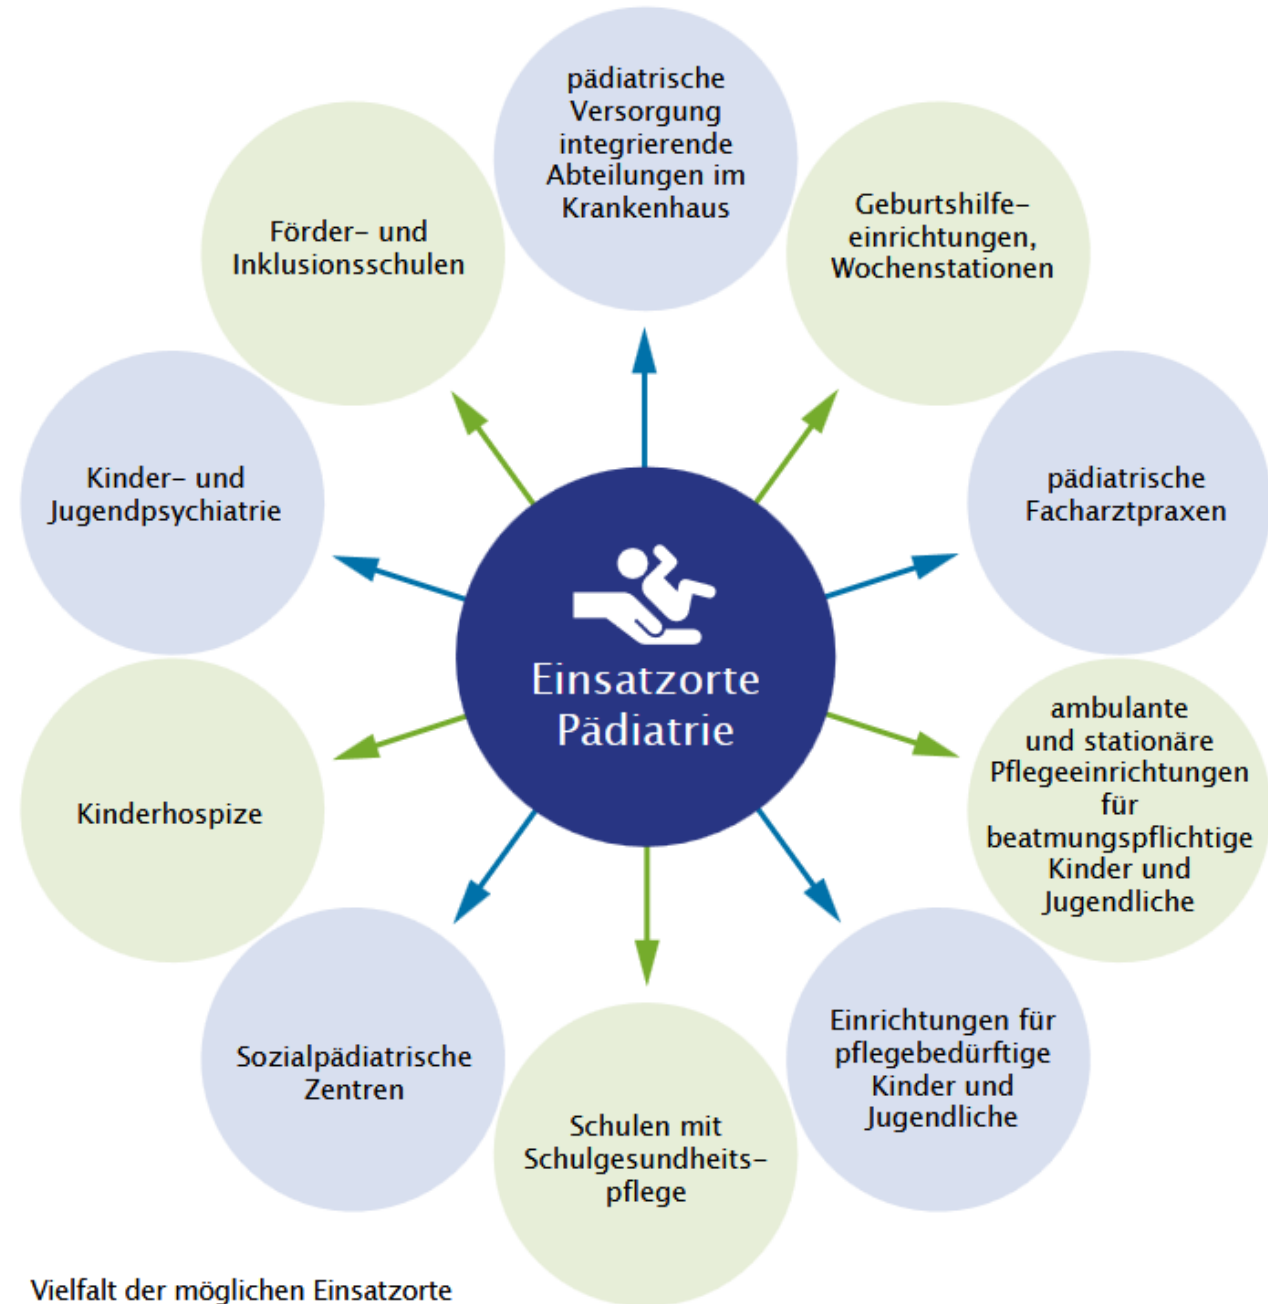 pädiatrische
Versorgung
integrierende
Abteilungen im
Krankenhaus
Geburtshilfe-
einrichtungen,
Wochenstationen
pädiatrische
Facharztpraxen
ambulante
und stationäre
Pflegeeinrichtungen
für
beatmungspflichtige
Kinder und
Jugendliche
Einrichtungen für
pflegebedürftige
Kinder und
Jugendliche
Schulen mit
Schulgesundheits-
pflege
Sozialpädiatrische
Zentren
Kinderhospize
Kinder- und
Jugendpsychiatrie
Förder- und
Inklusionsschulen
Einsatzorte
Pädiatrie
Vielfalt der möglichen Einsatzorte